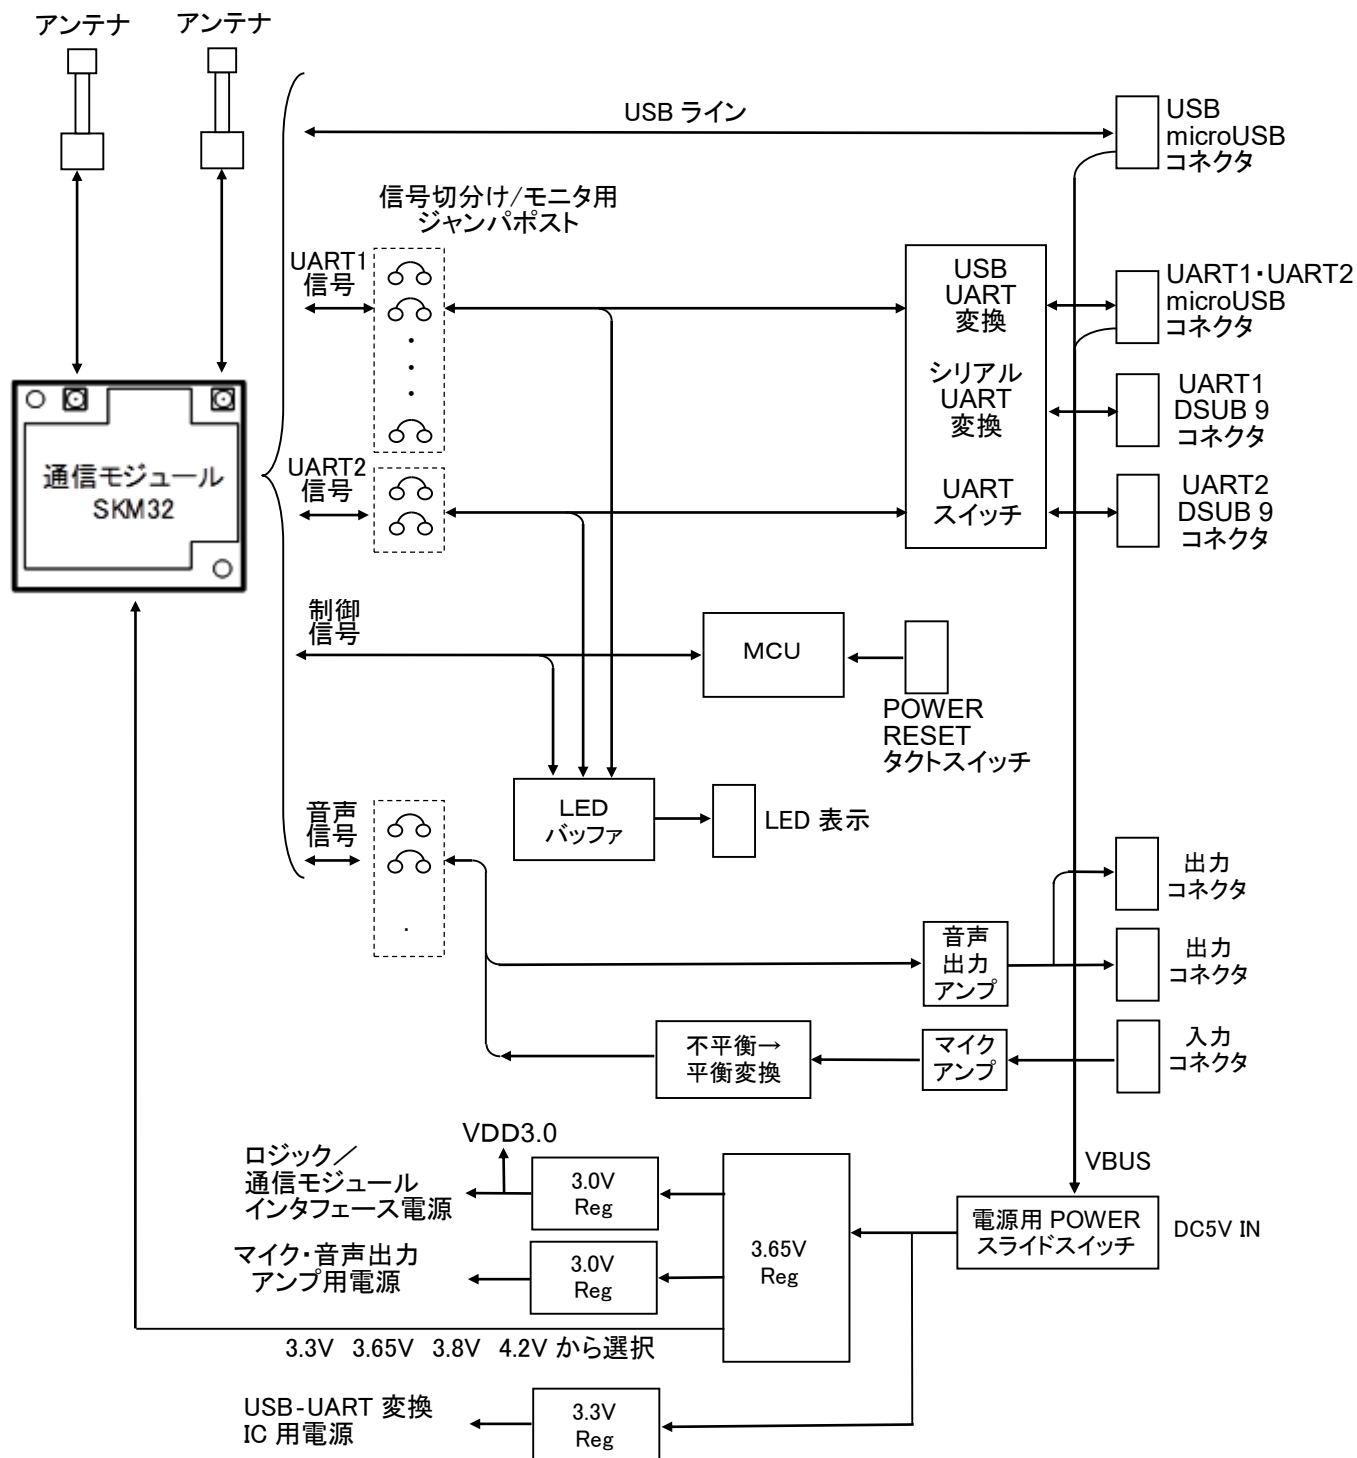 アンテナ
アンテナ
USB ライン
USB
microUSB
コネクタ
信号切分け/モニタ用
ジャンパポスト
UART1
信号
USB
UART
変換
UART1・UART2
microUSB
コネクタ
シリアル
UART
変換
UART1
DSUB 9
コネクタ
通信モジュール
SKM32
UART2
信号
UART
スイッチ
UART2
DSUB 9
コネクタ
制御
信号
MCU
POWER
RESET
タクトスイッチ
LED
バッファ
LED 表示
音声
信号
出力
コネクタ
音声
出力
アンプ
出力
コネクタ
不平衡→
平衡変換
マイク
アンプ
入力
コネクタ
VDD3.0
VBUS
ロジック／
通信モジュール
インタフェース電源
3.0V
Reg
電源用 POWER
スライドスイッチ
DC5V IN
3.65V
Reg
マイク・音声出力
アンプ用電源
3.0V
Reg
3.3V 3.65V 3.8V 4.2V から選択
USB-UART 変換
IC 用電源
3.3V
Reg